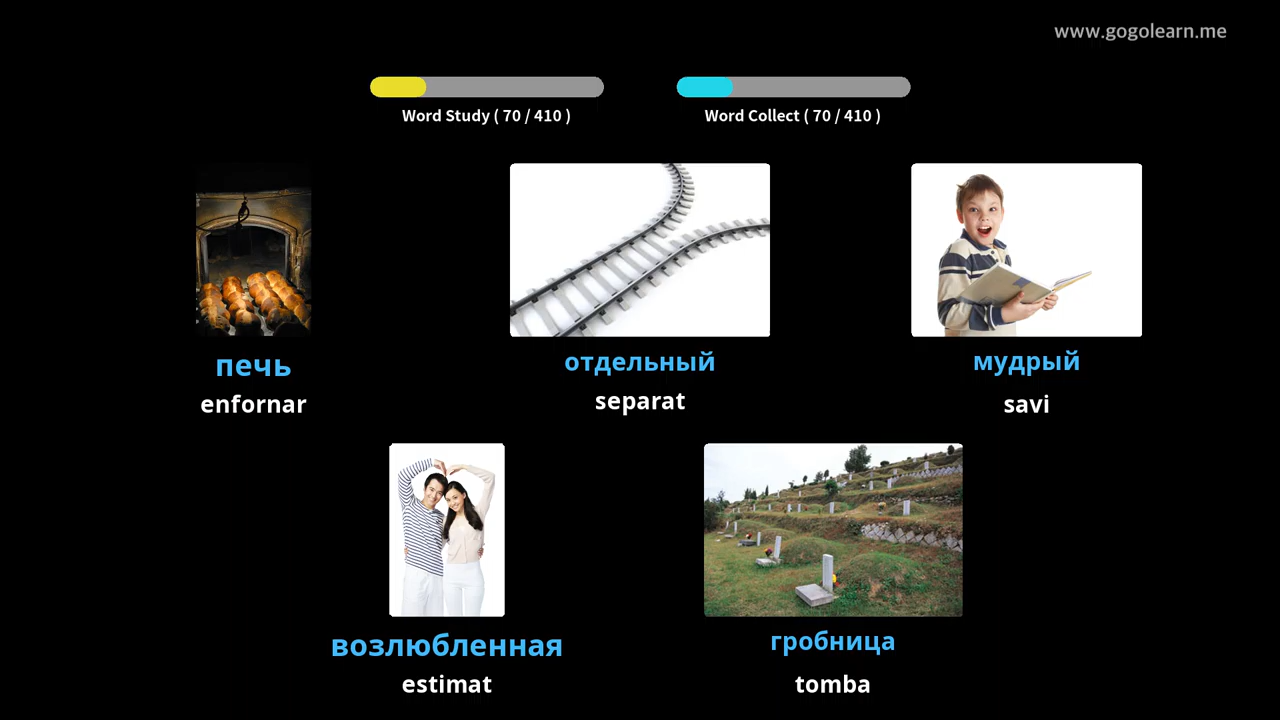 www.gogolearn.me
Word Study ( 70 / 410 )
Word Collect ( 70 / 410 )
печь
enfornar
отдельный
separat
мудрый
savi
возлюбленная
estimat
гробница
tomba